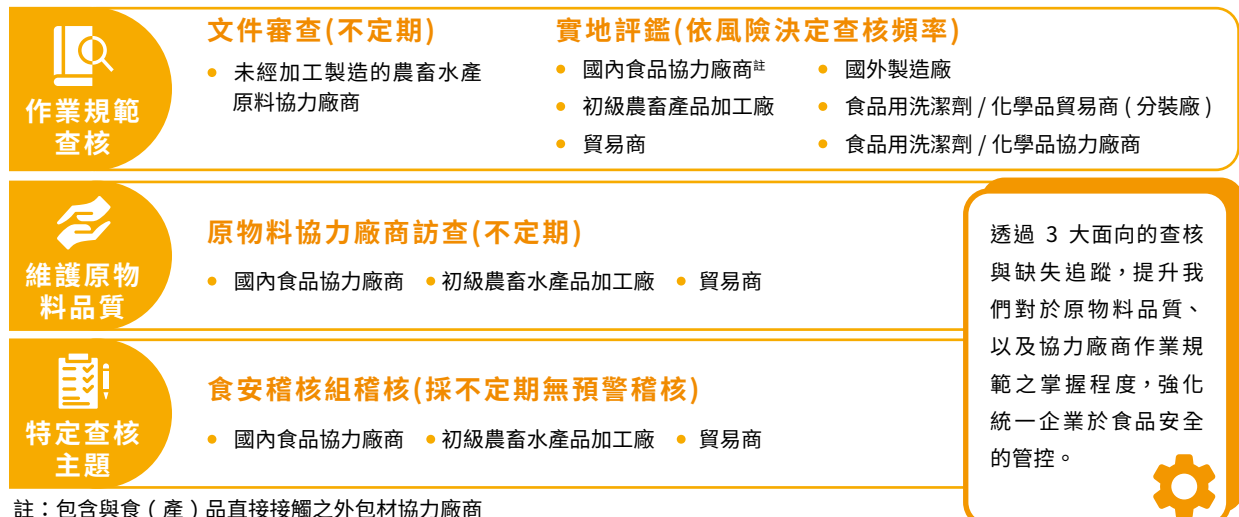 作業規範
查核
文件審查(不定期)
• 未經加工製造的農畜水產
原料協力廠商
實地評鑑(依風險決定查核頻率)
• 國內食品協力廠商註
• 初級農畜產品加工廠
• 貿易商
• 國外製造廠
• 食品用洗潔劑 / 化學品貿易商 ( 分裝廠 )
• 食品用洗潔劑 / 化學品協力廠商
維護原物
料品質
原物料協力廠商訪查(不定期)
• 國內食品協力廠商 • 初級農畜水產品加工廠 • 貿易商
特定查核
主題
食安稽核組稽核(採不定期無預警稽核)
• 國內食品協力廠商 • 初級農畜水產品加工廠 • 貿易商
透過 3 大面向的查核
與缺失追蹤，提升我
們對於原物料品質、
以及協力廠商作業規
範之掌握程度，強化
統一企業於食品安全
的管控。
註：包含與食 ( 產 ) 品直接接觸之外包材協力廠商